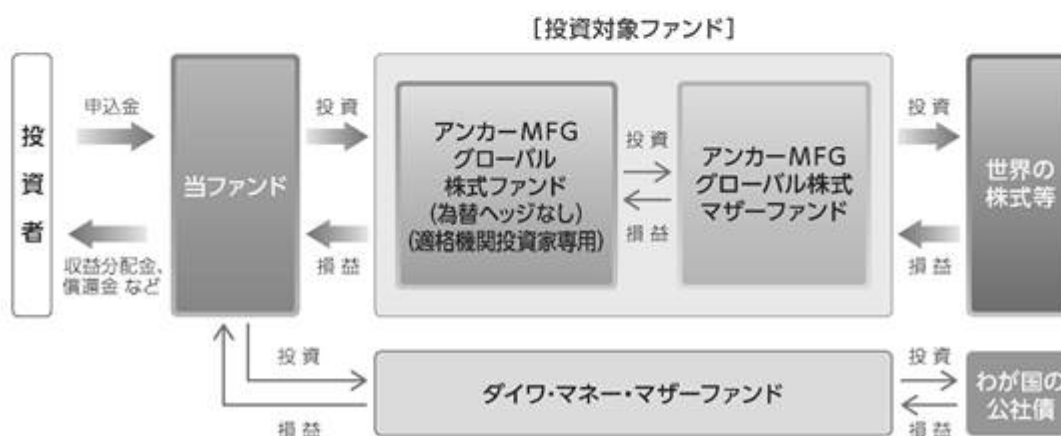 [投資対象ファンド]
投資者
申込金
収益分配金、
償還金 など
当ファンド
投資
損益
アンカーMFG
グローバル
株式ファンド
(為替ヘッジなし)
(適格機関投資家専用)
投資
損益
アンカーMFG
グローバル株式
マザーファンド
投資
損益
世界の
株式等
投資
損益
ダイワ・マネー・マザーファンド
投資
損益
わが国の
公社債